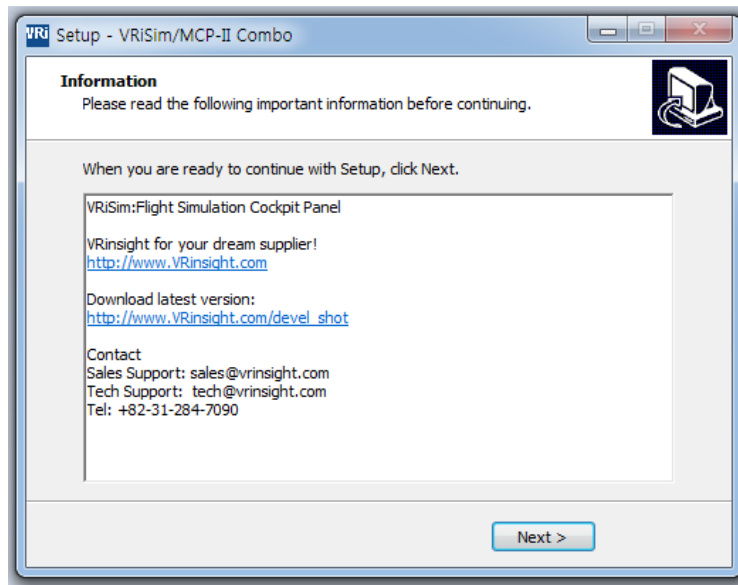 VRi Setup - VRiSim/MCP-II Combo
Information
Please read the following important information before continuing.
When you are ready to continue with Setup, click Next.
VRiSim:Flight Simulation Cockpit Panel
VRinsight for your dream supplier!
http://www.VRinsight.com
Download latest version:
http://www.VRinsight.com/devel_shot
Contact
Sales Support: sales@vrinsight.com
Tech Support:  tech@vrinsight.com
Tel: +82-31-284-7090
Next >